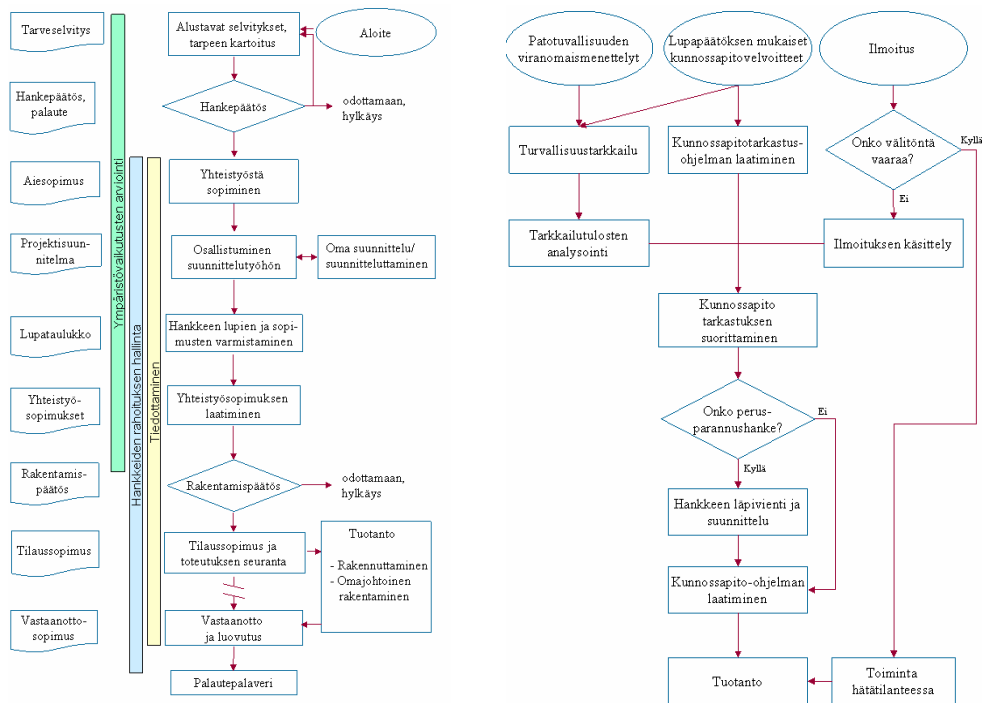 Tarveselvitys
Hankepäätös,
palaute
Aiesopimus
Projektisuun-
nitelma
Lupataulukko
Yhteistyö-
sopimukset
Rakentamis-
päätös
Tilaussopimus
Vastaanotto-
sopimus
Ympäristövaikutusten arviointi
Hankkeiden rahoituksen hallinta
Tiedottaminen
Alustavat selvitykset,
tarpeen kartoitus
Aloite
Hankepäätös
odottamaan,
hylkäys
Yhteistyöstä
sopiminen
Osallistuminen
suunnittelutyöhön
Oma suunnittelu/
suunniteluttaminen
Hankkeen lupien ja sopi-
musten varmistaminen
Yhteistyösopimuksen
laatiminen
Rakentamispäätös
odottamaan,
hylkäys
Tilaussopimus ja
toteutuksen seuranta
Tuotanto
- Rakennuttaminen
- Omajohtoinen
rakentaminen
Vastaanotto
ja luovutus
Palautepalaveri
Patotuvallisuuden
viranomaismenettelyt
Lupapäätöksen mukaiset
kunnossapitovelvoitteet
Ilmoitus
Turvallisuustarkkailu
Kunnossapitotarkastus-
ohjelman laatiminen
Onko välitöntä
vaaraa?
Kyllä
Ei
Tarkkailutulosten
analysointi
Ilmoituksen käsittely
Kunnossapito
tarkastuksen
suorittaminen
Onko perus-
parannushanke?
Ei
Kyllä
Hankkeen läpivienti ja
suunnittelu
Kunnossapito-ohjelman
laatiminen
Tuotanto
Toiminta
hätätilanteessa